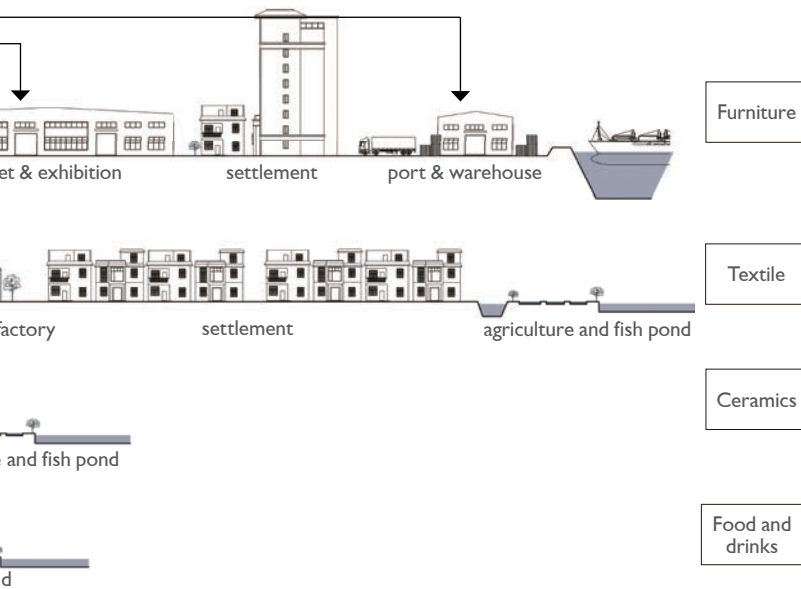 Furniture
et & exhibition
settlement
port & warehouse
Textile
factory
settlement
agriculture and fish pond
Ceramics
and fish pond
Food and
drinks
d